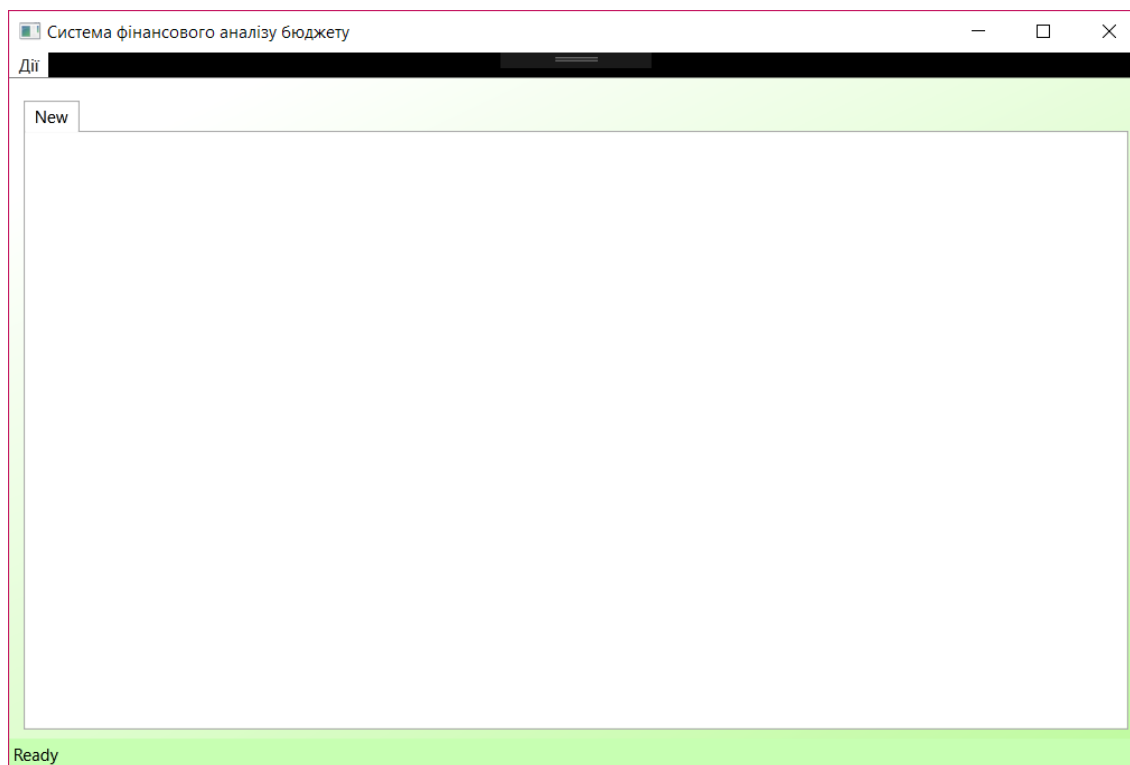 Система фінансового аналізу бюджету
Дії
New
Ready